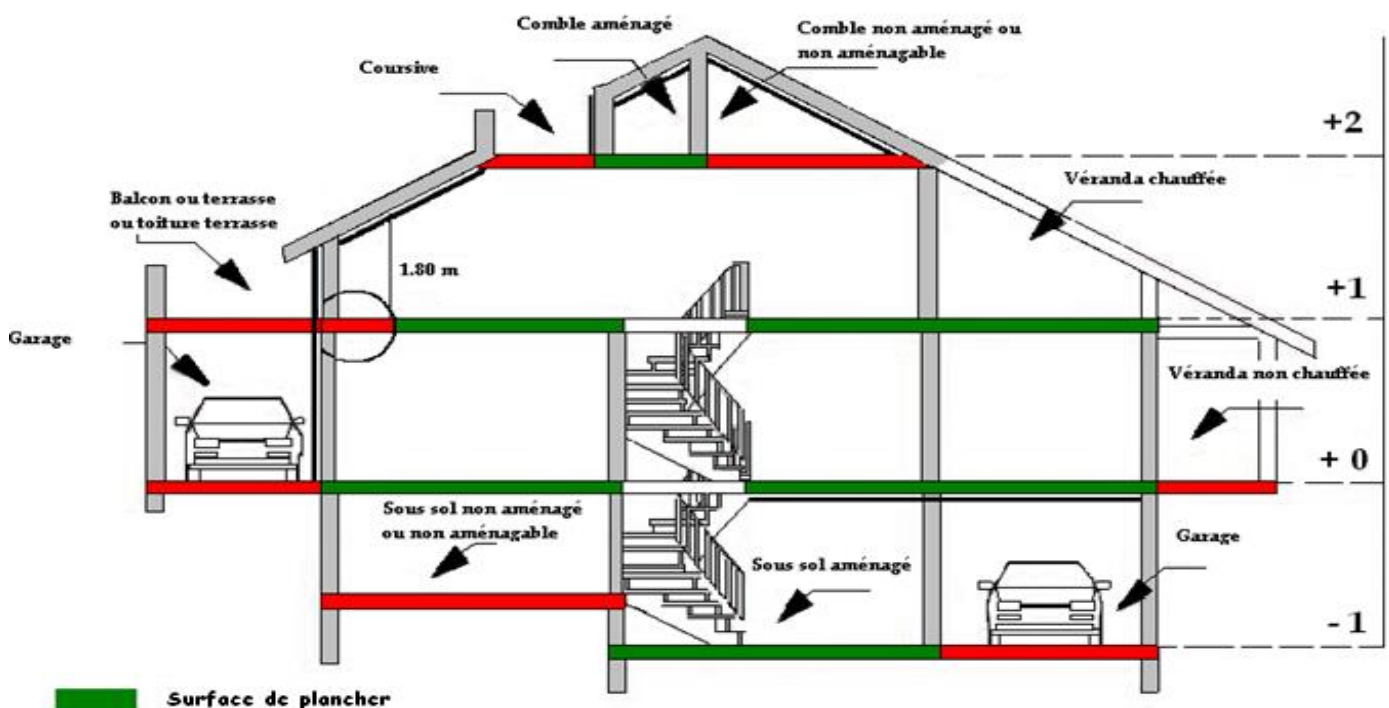 Comble aménagé
Comble non aménagé ou
non aménagable
Coursive
+2
Véranda chauffée
Balcon ou terrasse
ou toiture terrasse
1.80 m
+1
Garage
Véranda non chauffée
+ 0
Sous sol non aménagé
ou non aménagable
Garage
Sous sol aménagé
-1
Surface de plancher